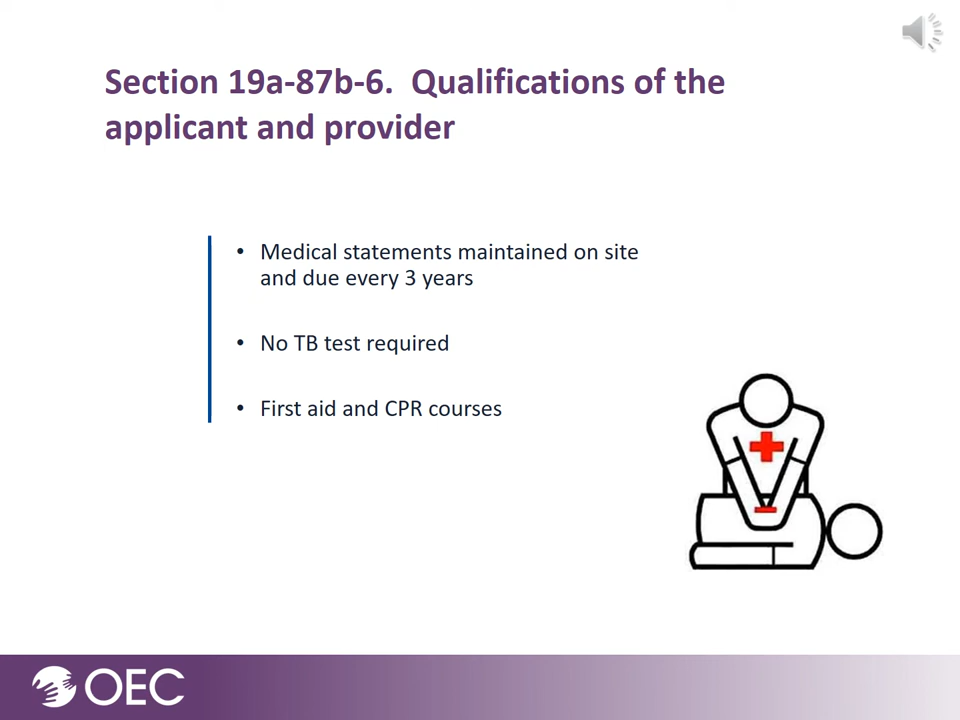 Section 19a-87b-6.  Qualifications of the
applicant and provider
• Medical statements maintained on site
and due every 3 years
• No TB test required
• First aid and CPR courses
OEC